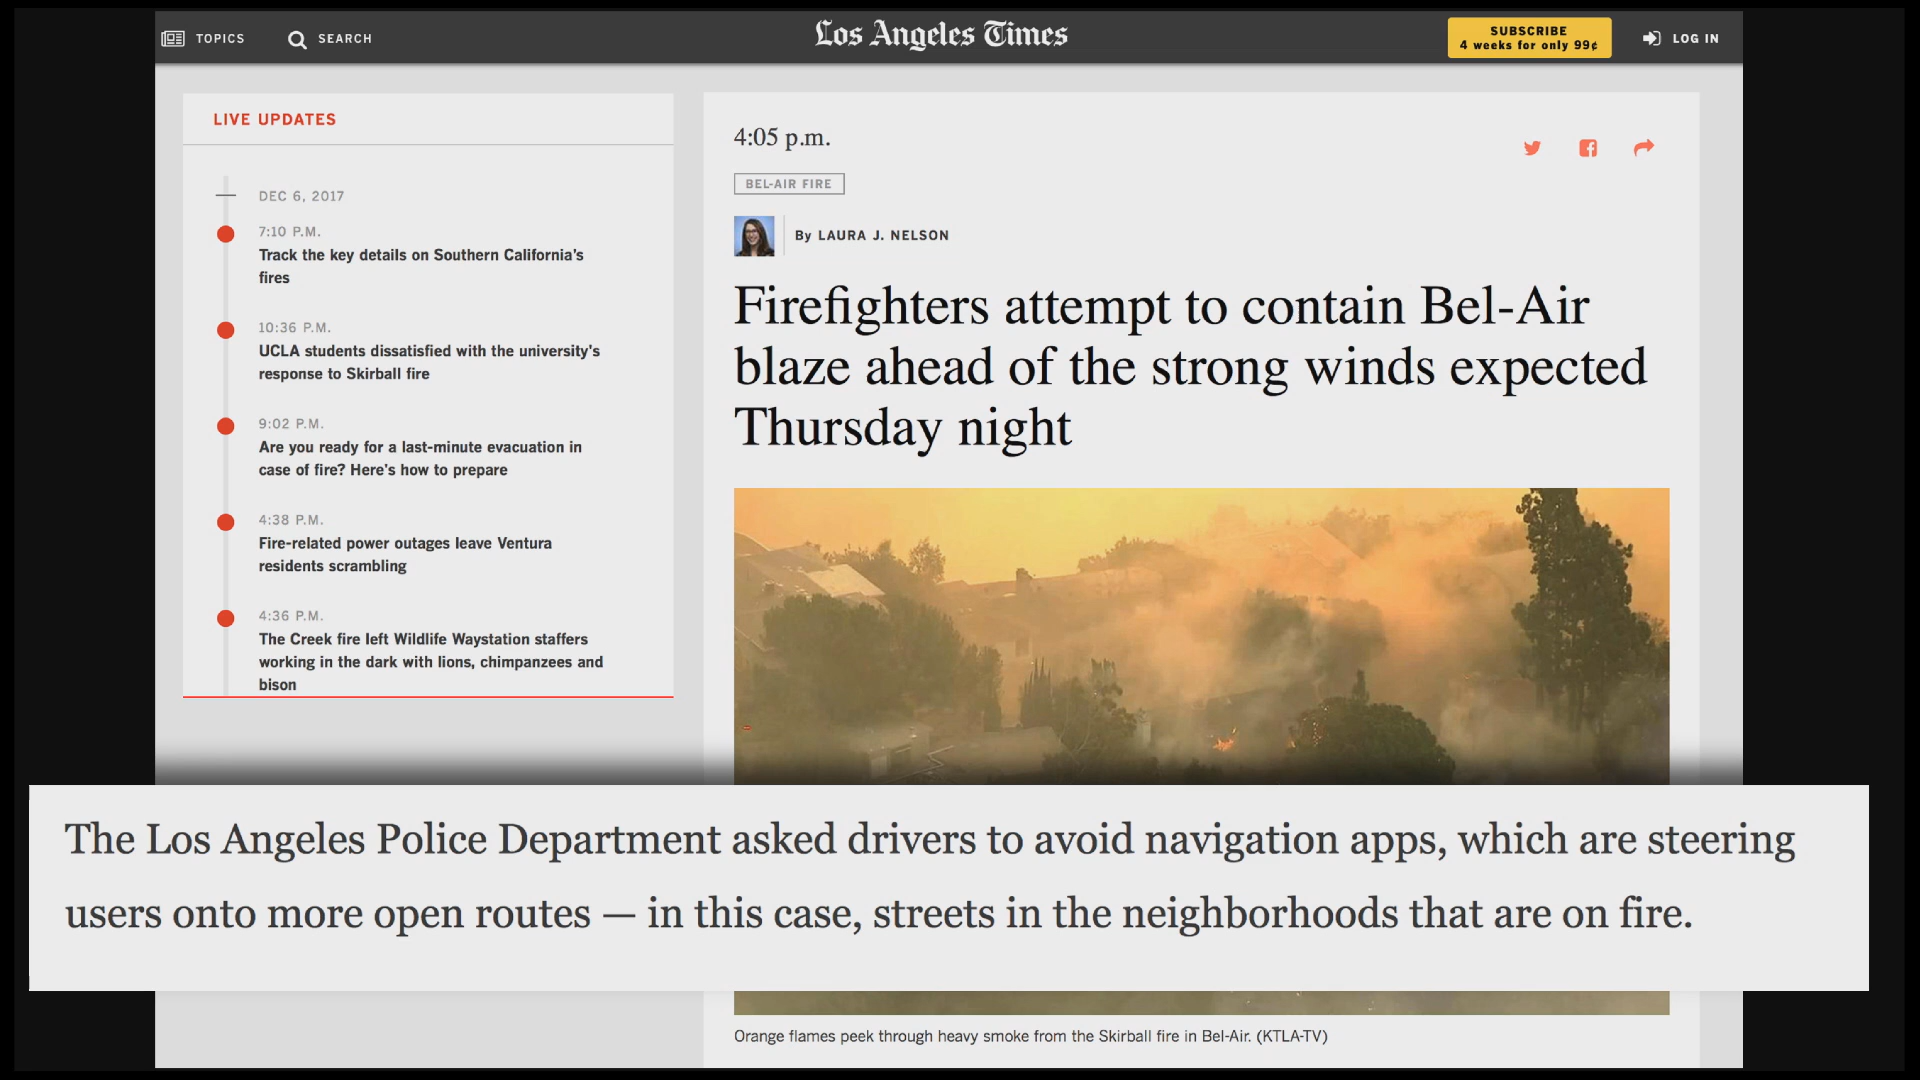 TOPICS
SEARCH
Los Angeles Times
SUBSCRIBE
4 weeks for only 99¢
LOG IN
LIVE UPDATES
DEC 6, 2017
7:10 P.M.
Track the key details on Southern California's
fires
10:36 P.M.
UCLA students dissatisfied with the university's
response to Skirball fire
9:02 P.M.
Are you ready for a last-minute evacuation in
case of fire? Here's how to prepare
4:38 P.M.
Fire-related power outages leave Ventura
residents scrambling
4:36 P.M.
The Creek fire left Wildlife Waystation staffers
working in the dark with lions, chimpanzees and
bison
4:05 p.m.
BEL-AIR FIRE
By LAURA J. NELSON
Firefighters attempt to contain Bel-Air
blaze ahead of the strong winds expected
Thursday night
The Los Angeles Police Department asked drivers to avoid navigation apps, which are steering
users onto more open routes — in this case, streets in the neighborhoods that are on fire.
Orange flames peek through heavy smoke from the Skirball fire in Bel-Air. (KTLA-TV)